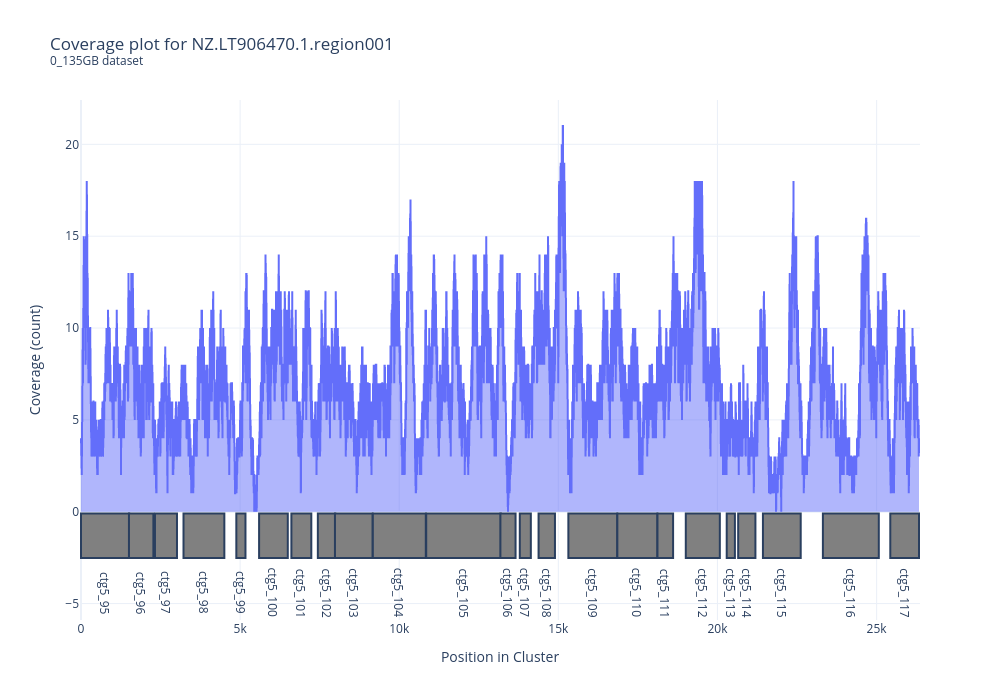 Coverage plot for NZ.LT906470.1.region001
0_135GB dataset
Coverage (count)
20
15
10
5
0
−5
ctg5_95
ctg5_96
ctg5_97
ctg5_98
ctg5_99
ctg5_100
ctg5_101
ctg5_102
ctg5_103
ctg5_104
ctg5_105
ctg5_106
ctg5_107
ctg5_108
ctg5_109
ctg5_110
ctg5_111
ctg5_112
ctg5_113
ctg5_114
ctg5_115
ctg5_116
ctg5_117
0
5k
10k
15k
20k
25k
Position in Cluster